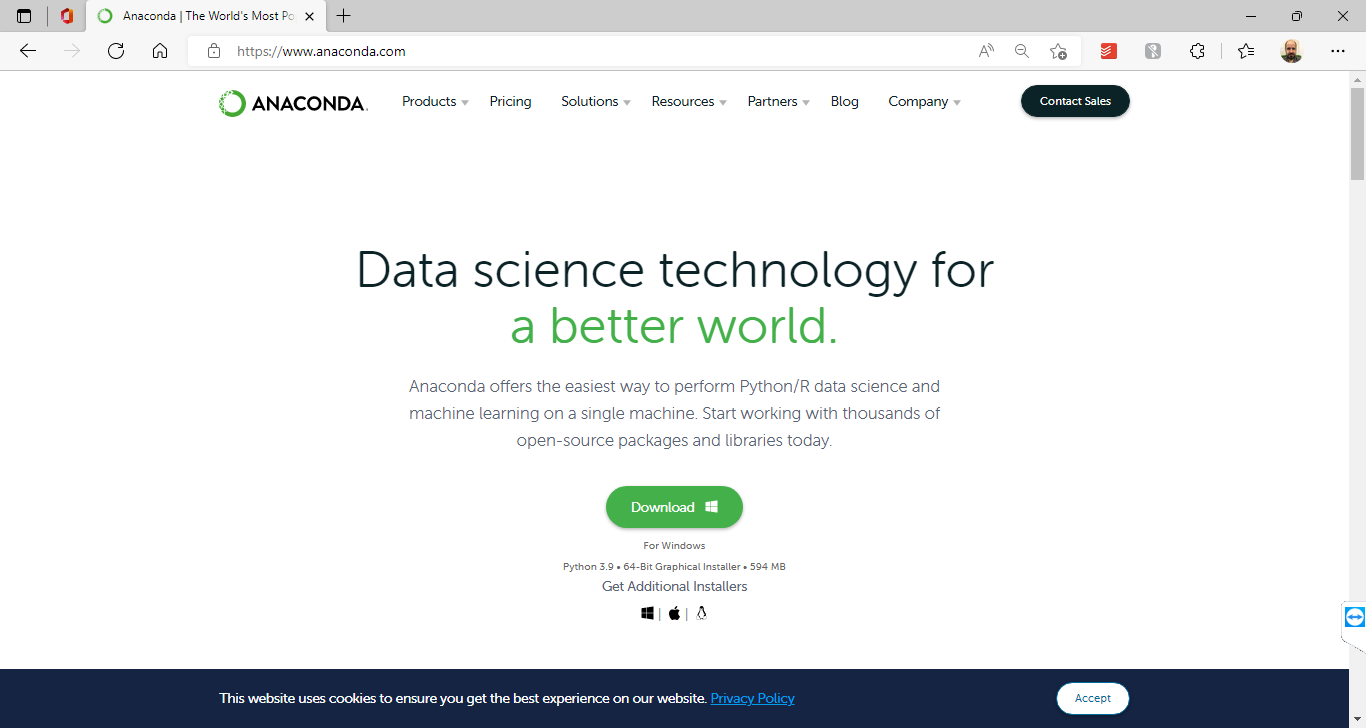 Anaconda | The World's Most Po
https://www.anaconda.com
ANACONDA.
Products
Pricing
Solutions
Resources
Partners
Blog
Company
Contact Sales
Data science technology for
a better world.
Anaconda offers the easiest way to perform Python/R data science and
machine learning on a single machine. Start working with thousands of
open-source packages and libraries today.
Download
For Windows
Python 3.9 • 64-Bit Graphical Installer • 594 MB
Get Additional Installers
| |
This website uses cookies to ensure you get the best experience on our website. Privacy Policy
Accept